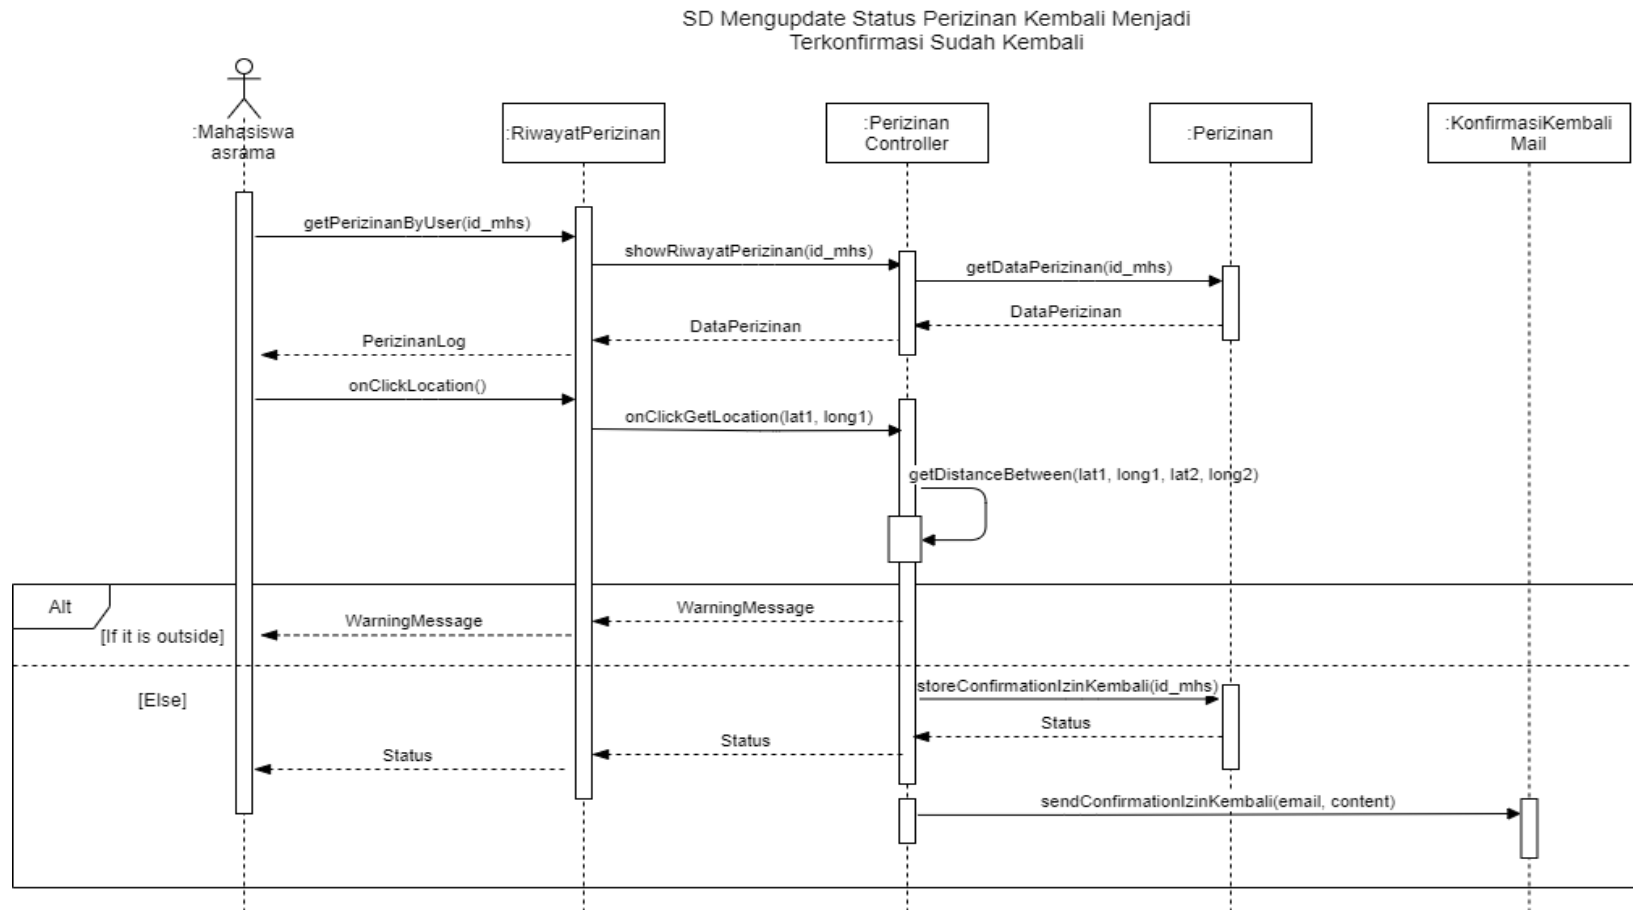 SD Mengupdate Status Perizinan Kembali Menjadi
Terkonfirmasi Sudah Kembali
:Mahasiswa
asrama
:RiwayatPerizinan
:Perizinan
Controller
:Perizinan
:KonfirmasiKembali
Mail
getPerizinanByUser(id_mhs)
showRiwayatPerizinan(id_mhs)
getDataPerizinan(id_mhs)
DataPerizinan
DataPerizinan
PerizinanLog
onClickLocation()
onClickGetLocation(lat1, long1)
getDistanceBetween(lat1, long1, lat2, long2)
Alt
[If it is outside]
WarningMessage
WarningMessage
[Else]
storeConfirmationIzinKembali(id_mhs)
Status
Status
Status
sendConfirmationIzinKembali(email, content)